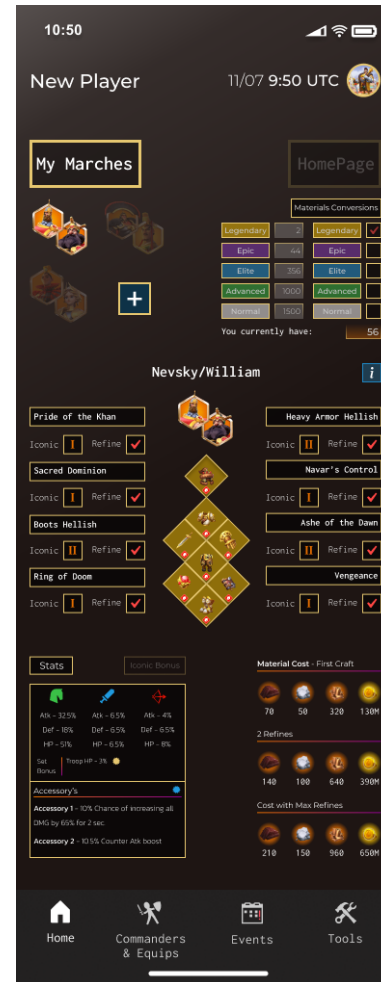 10:50
New Player 11/07 9:50 UTC
My Marches HomePage
Materials Conversions
Legendary 2 Legendary
Epic 44 Epic
Elite 356 Elite
Advanced 1000 Advanced
Normal 1500 Normal
You currently have: 56
Nevsky/William i
Pride of the Khan Heavy Armor Hellish
Iconic I Refine Iconic II Refine
Sacred Dominion Navar's Control
Iconic I Refine Iconic I Refine
Boots Hellish Ashe of the Dawn
Iconic II Refine Iconic II Refine
Ring of Doom Vengeance
Iconic I Refine Iconic I Refine
Stats Iconic Bonus
Material Cost - First Craft
70 50 320 130M
Atk - 32.5% Atk - 6.5% Atk - 4%
Def - 18% Def - 6.5% Def - 6.5%
HP - 51% HP - 6.5% HP - 8%
Set Bonus Troop HP - 3%
2 Refines
140 100 640 390M
Accessory's
Accessory 1 - 10% Chance of increasing all
DMG by 65% for 2 sec.
Accessory 2 - 10.5% Counter Atk boost
Cost with Max Refines
210 150 960 650M
Home Commanders & Equips Events Tools